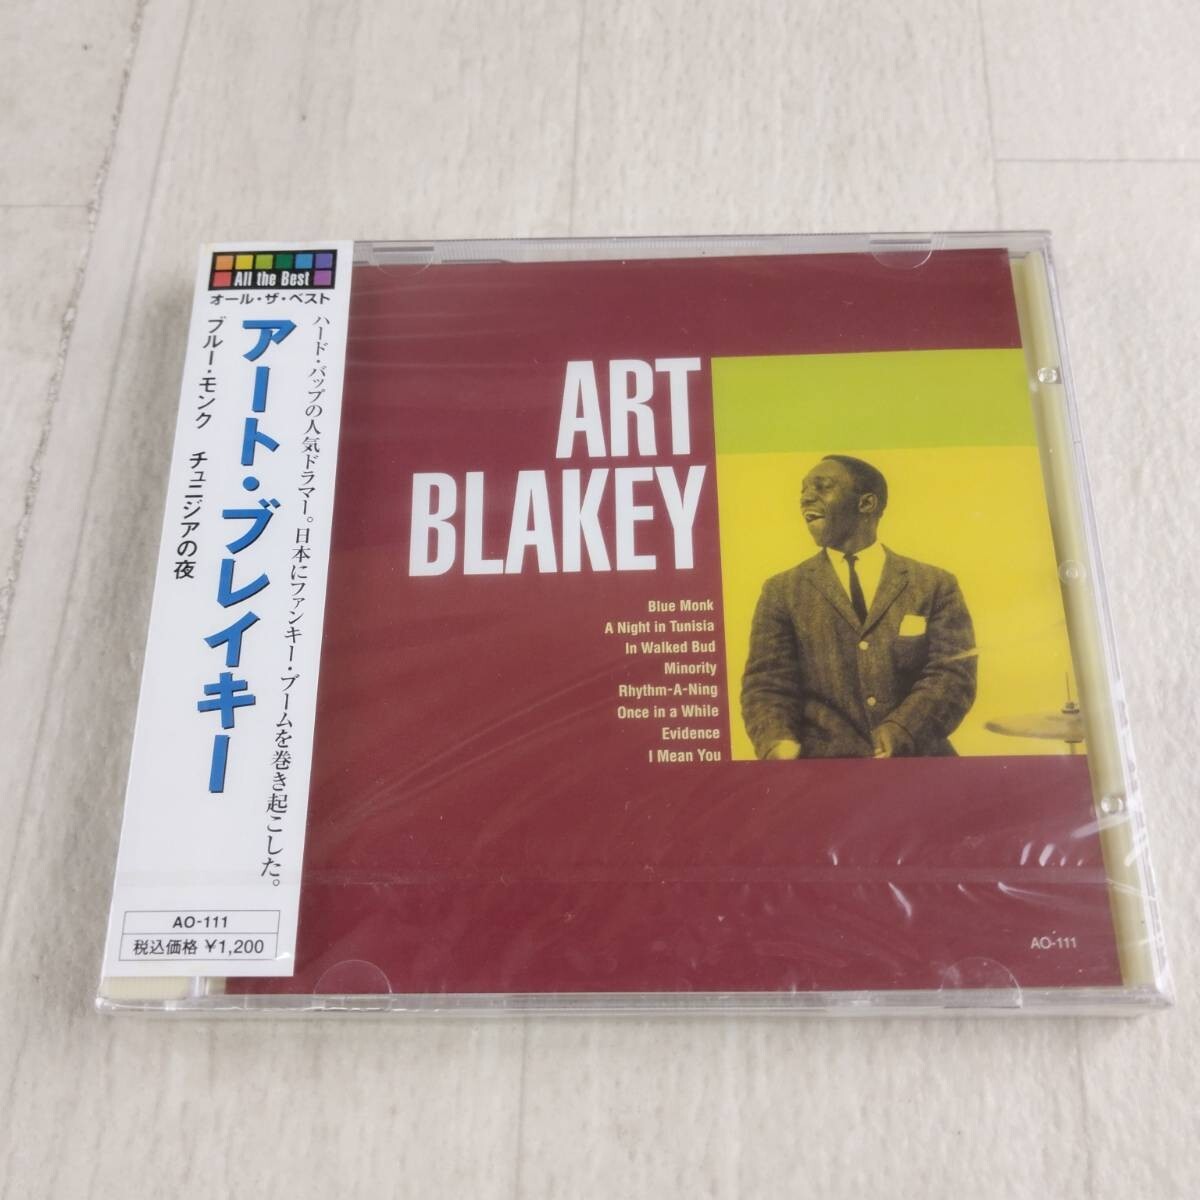 All the Best
オール・ザ・ベスト
ハード・バップの人気ドラマー。日本にファンキー・ブームを巻き起こした。
アート・ブレイキー
ブルー・モンク　チュニジアの夜
AO-111
税込価格 ¥1,200
ART
BLAKEY
Blue Monk
A Night in Tunisia
In Walked Bud
Minority
Rhythm-A-Ning
Once in a While
Evidence
I Mean You
AO-111